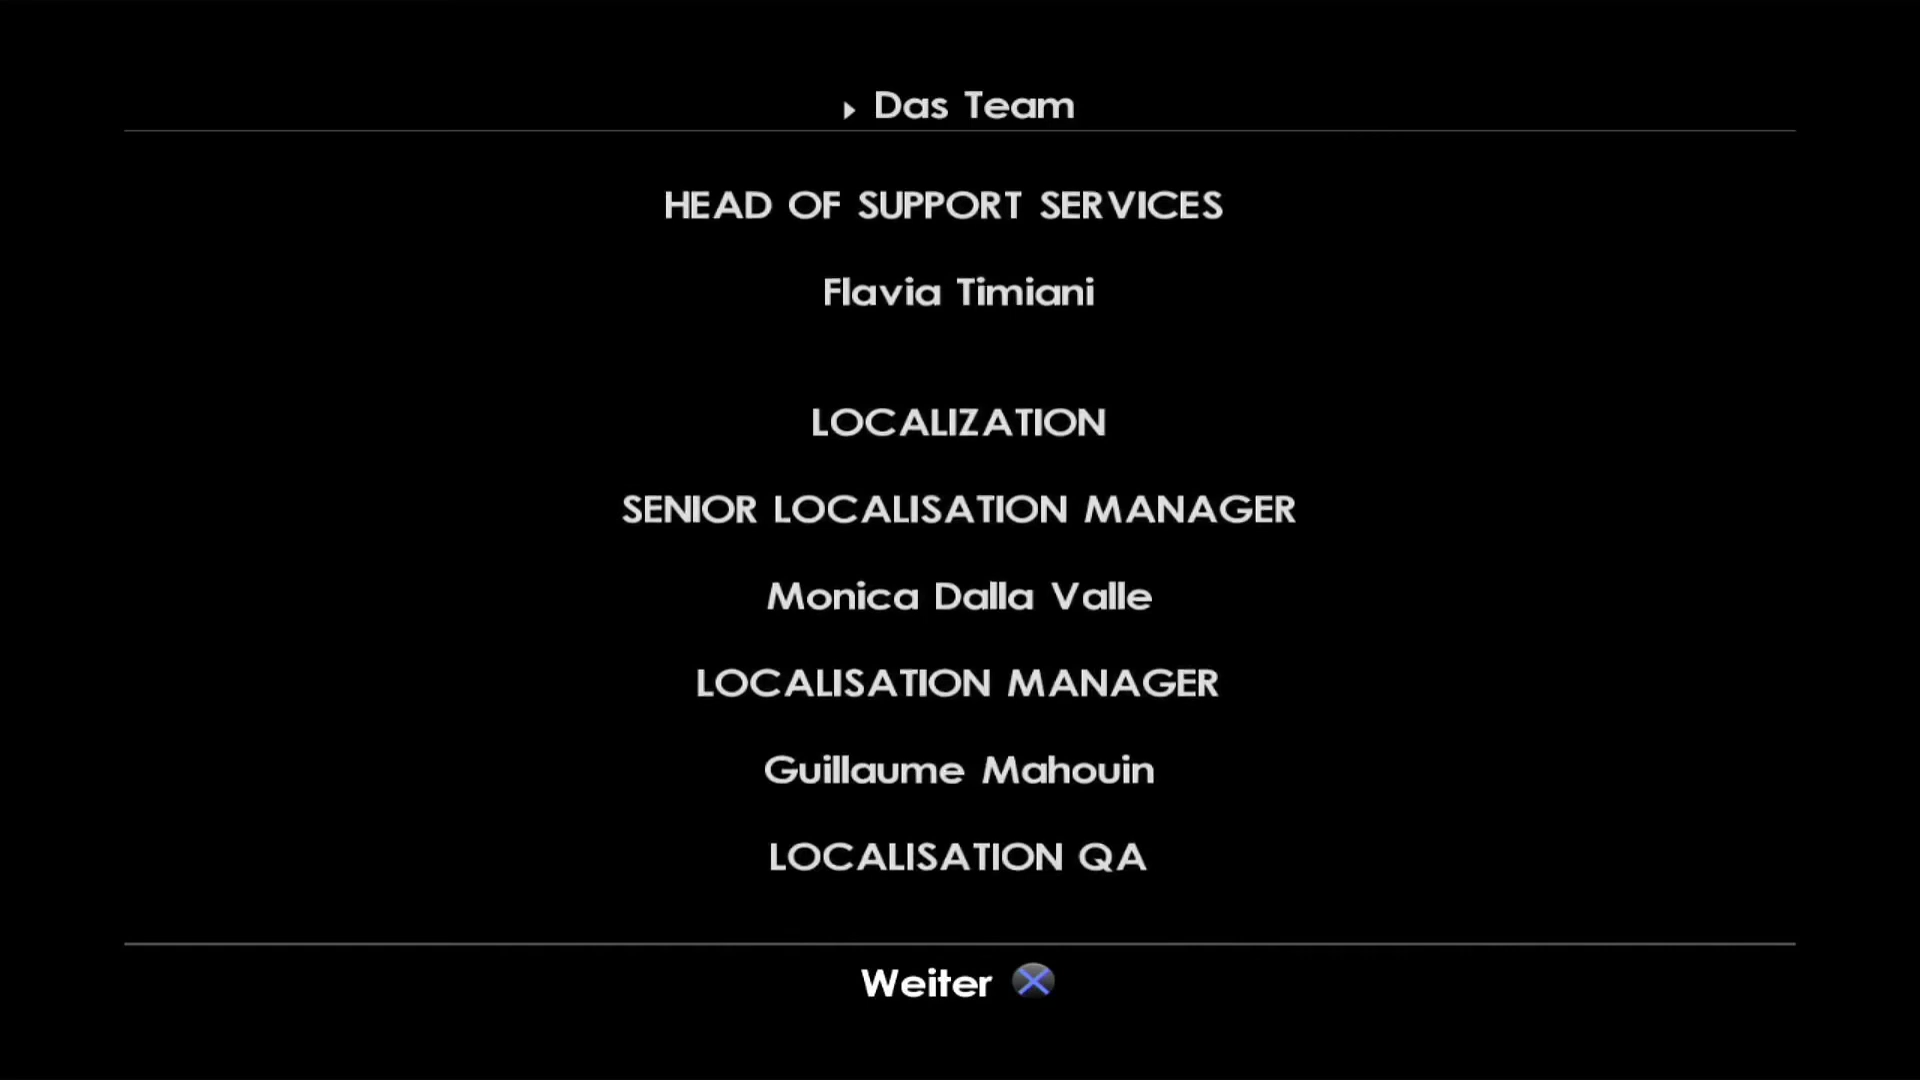 Das Team
HEAD OF SUPPORT SERVICES
Flavia Timiani
LOCALIZATION
SENIOR LOCALISATION MANAGER
Monica Dalla Valle
LOCALISATION MANAGER
Guillaume Mahouin
LOCALISATION QA
Weiter